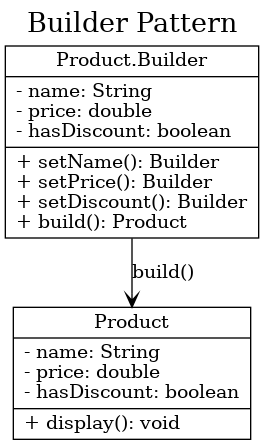 Builder Pattern
Product.Builder
- name: String
- price: double
- hasDiscount: boolean
+ setName(): Builder
+ setPrice(): Builder
+ setDiscount(): Builder
+ build(): Product
build()
Product
- name: String
- price: double
- hasDiscount: boolean
+ display(): void